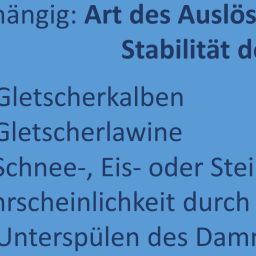 hängig: Art des Auslös
Stabilität d
Gletscherkalben
Gletscherlawine
Schnee-, Eis- oder Stei
hrscheinlichkeit durch
Unterspülen des Damm